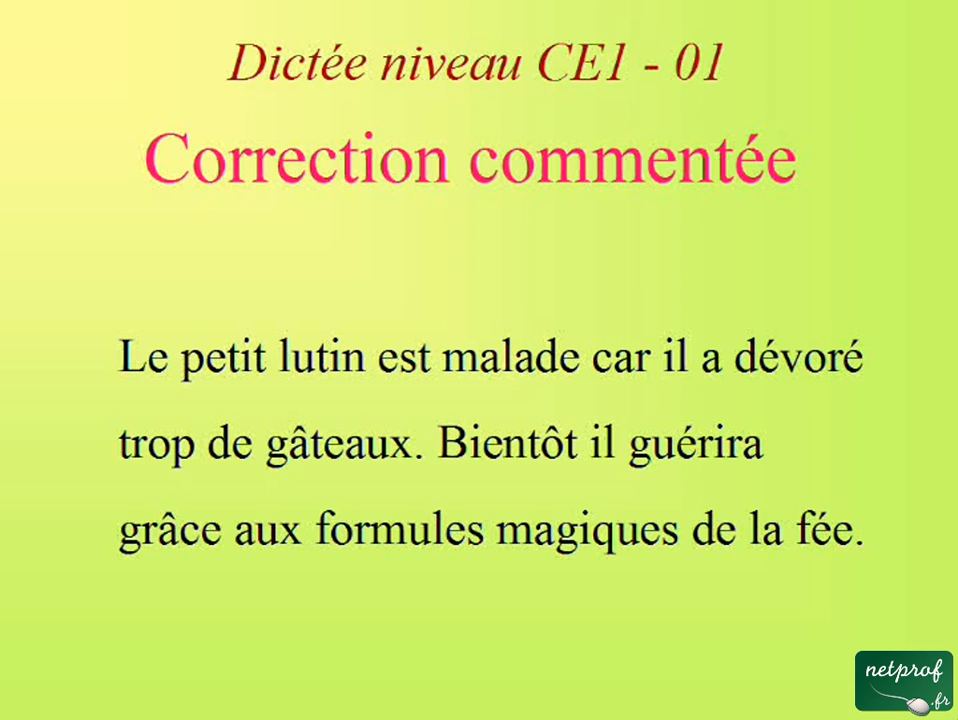 Dictée niveau CE1 - 01
Correction commentée
Le petit lutin est malade car il a dévoré
trop de gâteaux. Bientôt il guérira
grâce aux formules magiques de la fée.
netprof
.fr